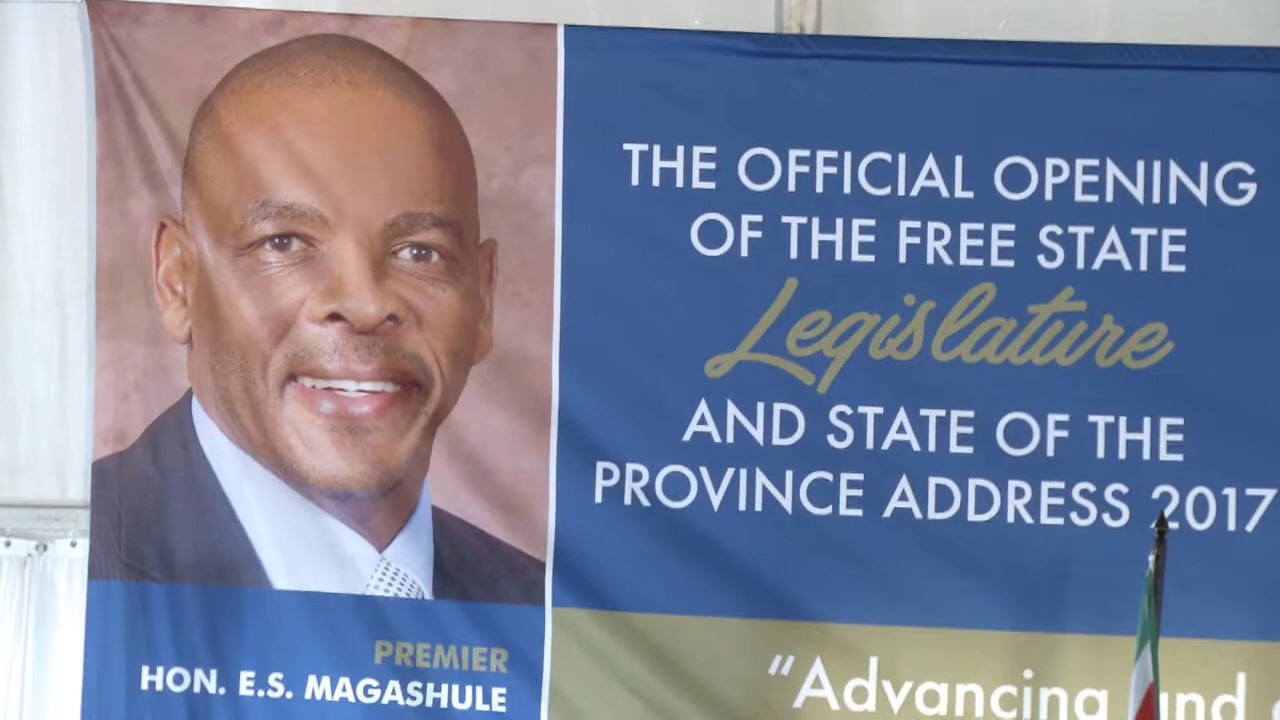 THE OFFICIAL OPENING
OF THE FREE STATE
Legislature
AND STATE OF THE
PROVINCE ADDRESS 2017
PREMIER
HON. E.S. MAGASHULE
“Advancing